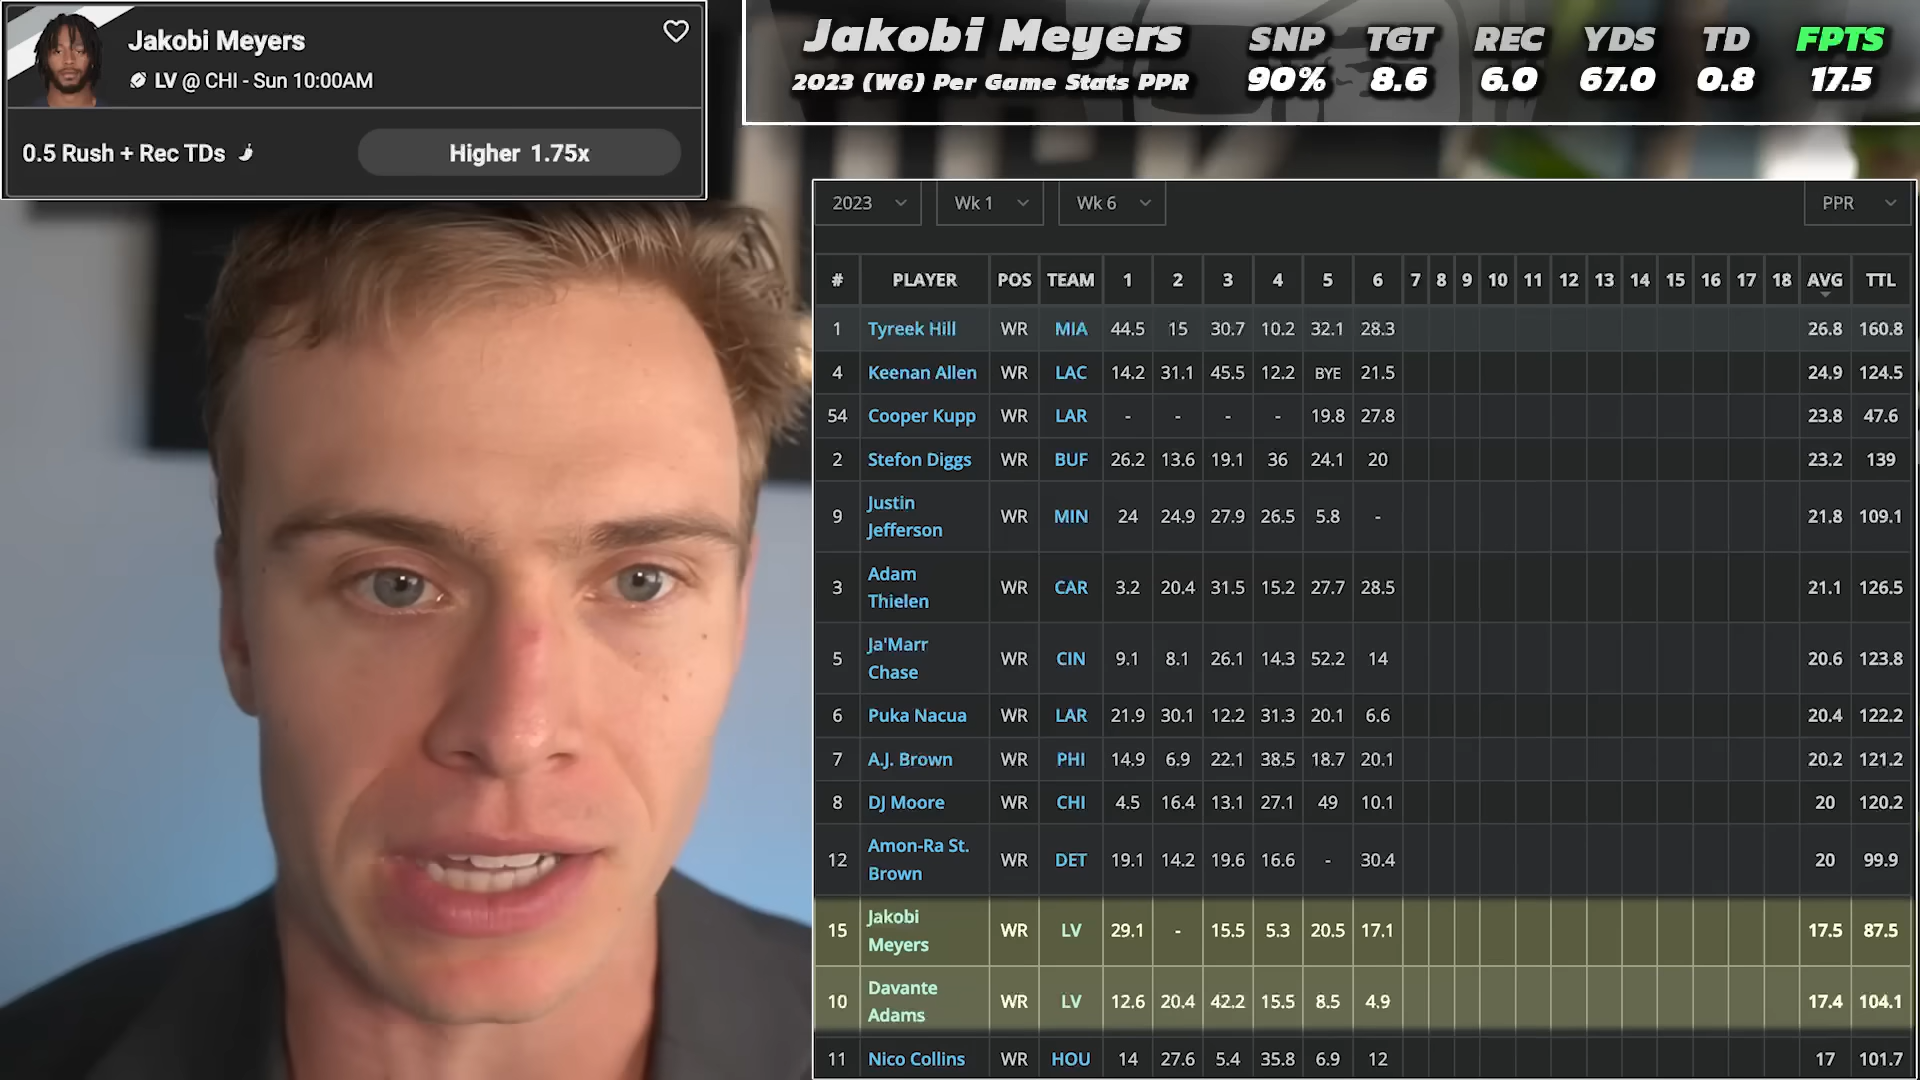 Jakobi Meyers
LV @ CHI - Sun 10:00AM
0.5 Rush + Rec TDs
Higher 1.75x
Jakobi Meyers SNP TGT REC YDS TD FPTS
2023 (W6) Per Game Stats PPR 90% 8.6 6.0 67.0 0.8 17.5
2023 Wk 1 Wk 6 PPR
# PLAYER POS TEAM 1 2 3 4 5 6 7 8 9 10 11 12 13 14 15 16 17 18 AVG TTL
1 Tyreek Hill WR MIA 44.5 15 30.7 10.2 32.1 28.3 26.8 160.8
4 Keenan Allen WR LAC 14.2 31.1 45.5 12.2 BYE 21.5 24.9 124.5
54 Cooper Kupp WR LAR - - - - 19.8 27.8 23.8 47.6
2 Stefon Diggs WR BUF 26.2 13.6 19.1 36 24.1 20 23.2 139
9 Justin Jefferson WR MIN 24 24.9 27.9 26.5 5.8 - 21.8 109.1
3 Adam Thielen WR CAR 3.2 20.4 31.5 15.2 27.7 28.5 21.1 126.5
5 Ja'Marr Chase WR CIN 9.1 8.1 26.1 14.3 52.2 14 20.6 123.8
6 Puka Nacua WR LAR 21.9 30.1 12.2 31.3 20.1 6.6 20.4 122.2
7 A.J. Brown WR PHI 14.9 6.9 22.1 38.5 18.7 20.1 20.2 121.2
8 DJ Moore WR CHI 4.5 16.4 13.1 27.1 49 10.1 20 120.2
12 Amon-Ra St. Brown WR DET 19.1 14.2 19.6 16.6 - 30.4 20 99.9
15 Jakobi Meyers WR LV 29.1 - 15.5 5.3 20.5 17.1 17.5 87.5
10 Davante Adams WR LV 12.6 20.4 42.2 15.5 8.5 4.9 17.4 104.1
11 Nico Collins WR HOU 14 27.6 5.4 35.8 6.9 12 17 101.7